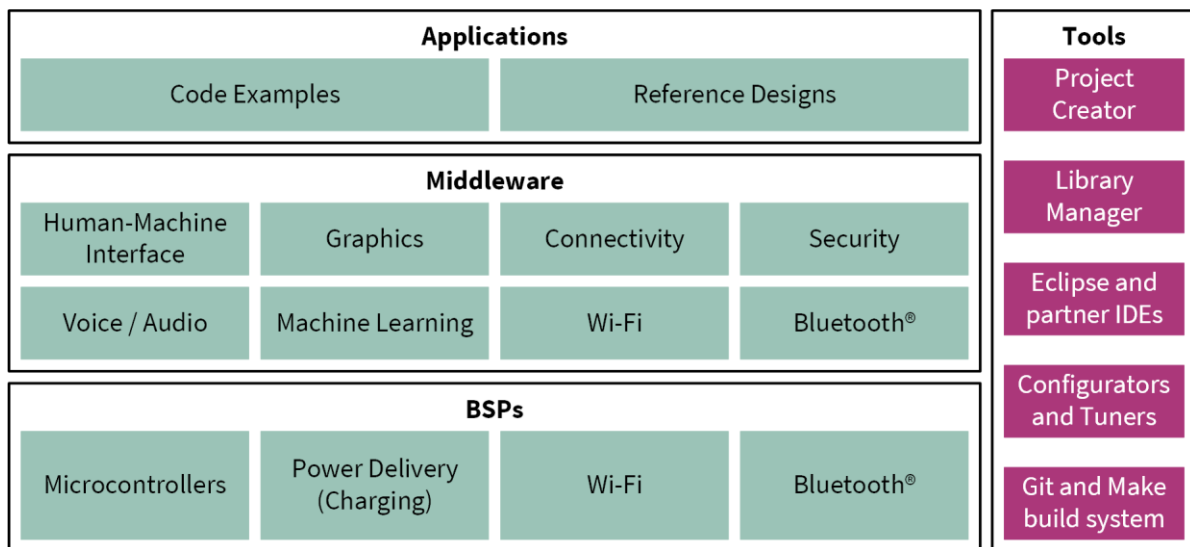 Applications
Code Examples
Reference Designs
Middleware
Human-Machine
Interface
Graphics
Connectivity
Security
Voice / Audio
Machine Learning
Wi-Fi
Bluetooth®
BSPs
Microcontrollers
Power Delivery
(Charging)
Wi-Fi
Bluetooth®
Tools
Project
Creator
Library
Manager
Eclipse and
partner IDEs
Configurators
and Tuners
Git and Make
build system